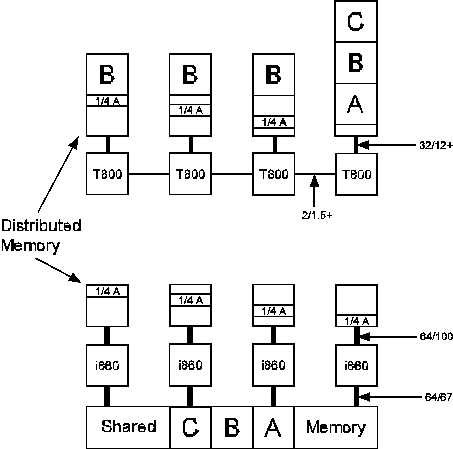 C
B B B B
1/4 A
1/4 A
A
1/4 A
32/12+
T800 T800 T800 T800
2/1.5+
Distributed
Memory
1/4 A
1/4 A
1/4 A
1/4 A
64/100
i860 i860 i860 i860
64/67
Shared C B A Memory